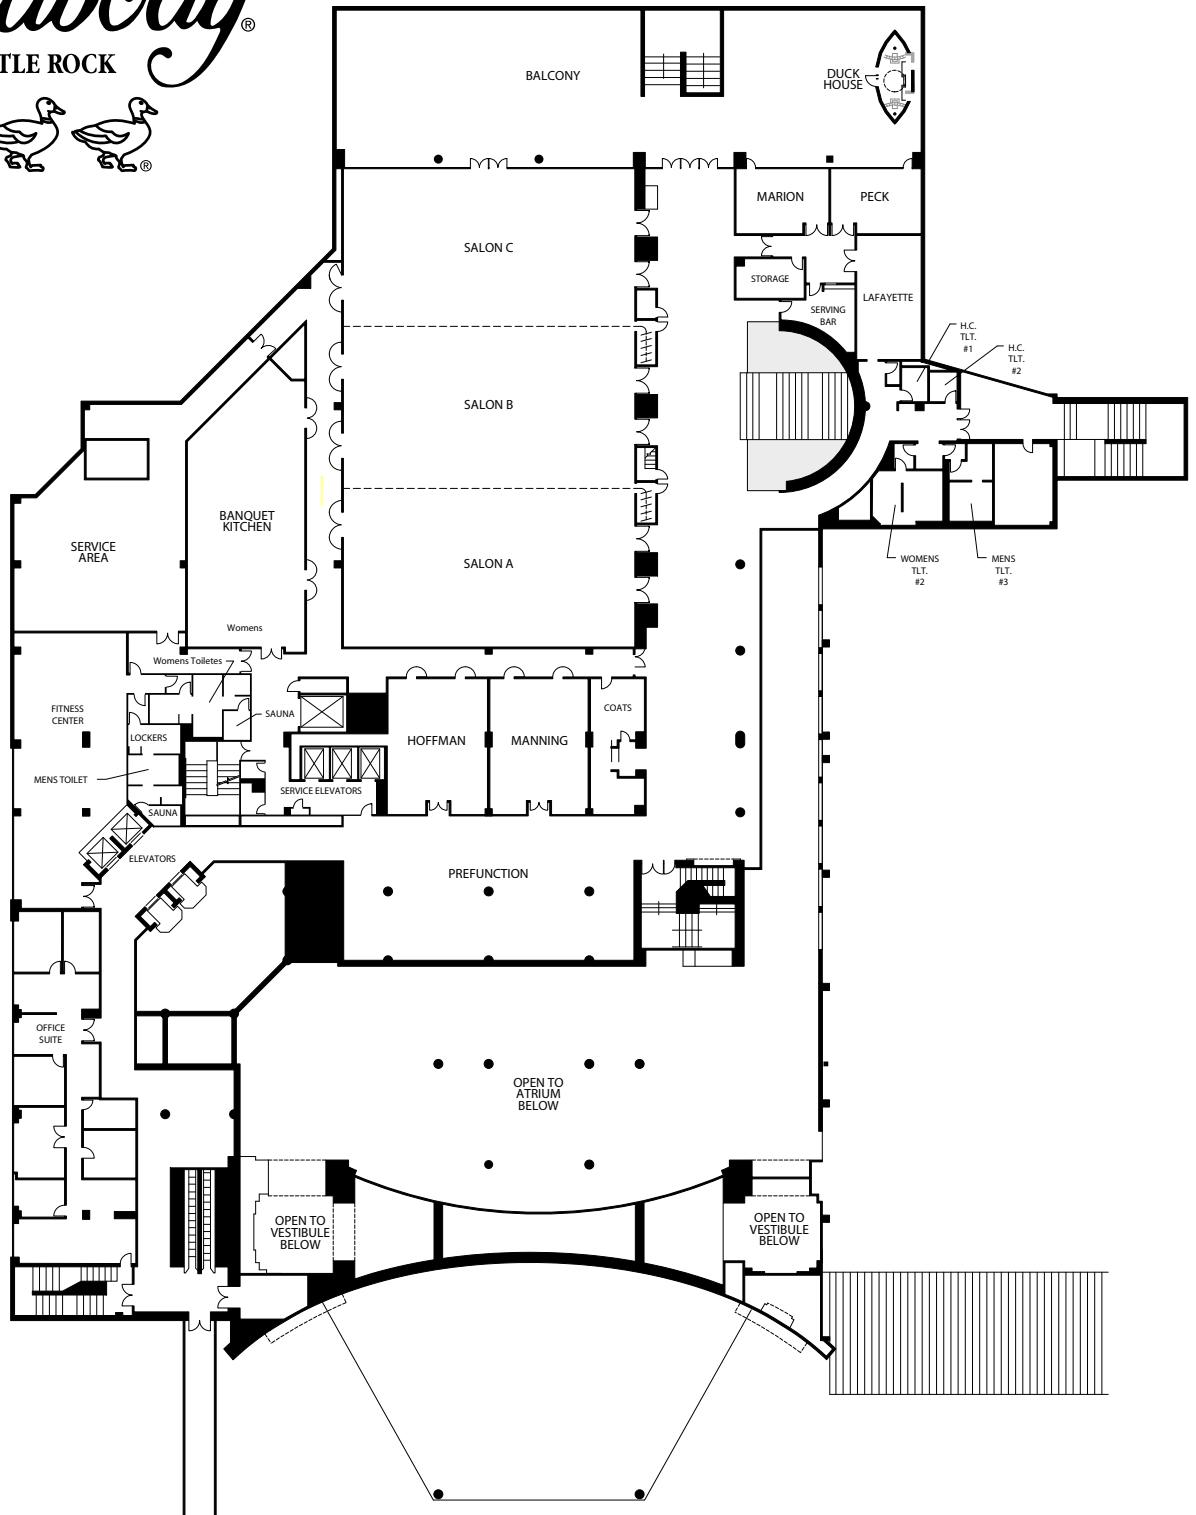 ®
TLE ROCK
®
BALCONY
DUCK
HOUSE
MARION
PECK
SALON C
STORAGE
LAFAYETTE
SERVING
BAR
H.C.
TLT.
#1
H.C.
TLT.
#2
SALON B
BANQUET
KITCHEN
SERVICE
AREA
SALON A
WOMENS
TLT.
#2
MENS
TLT.
#3
Womens
Womens Toiletes
FITNESS
CENTER
SAUNA
COATS
LOCKERS
HOFFMAN
MANNING
MENS TOILET
SERVICE ELEVATORS
SAUNA
ELEVATORS
PREFUNCTION
OFFICE
SUITE
OPEN TO
ATRIUM
BELOW
OPEN TO
VESTIBULE
BELOW
OPEN TO
VESTIBULE
BELOW